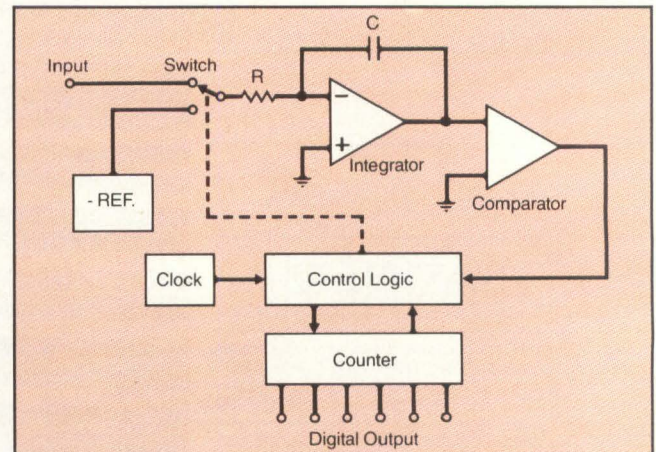 C
Input
Switch
R
−
+
Integrator
- REF.
Comparator
Clock
Control Logic
Counter
Digital Output